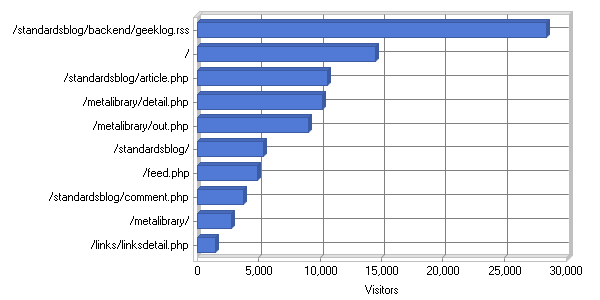 /standardsblog/backend/geeklog.rss
/
/standardsblog/article.php
/metalibrary/detail.php
/metalibrary/out.php
/standardsblog/
/feed.php
/standardsblog/comment.php
/metalibrary/
/links/linksdetail.php
0 5,000 10,000 15,000 20,000 25,000 30,000
Visitors